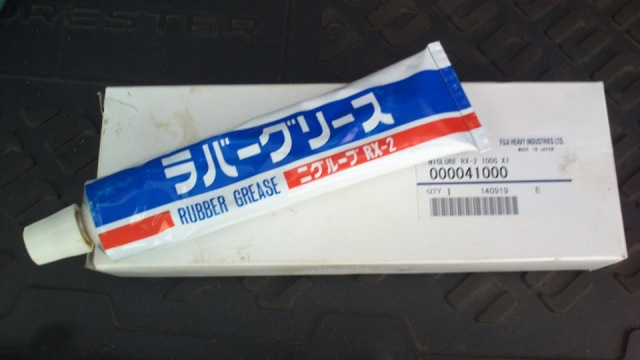 ORESTER
ラバーグリース
RUBBER GREASE
ニグルーブ RX-2
FUJI HEAVY INDUSTRIES LTD.
MADE IN JAPAN
NIGLUBE RX-2 100G X1
000041000
QTY 1 140919 E